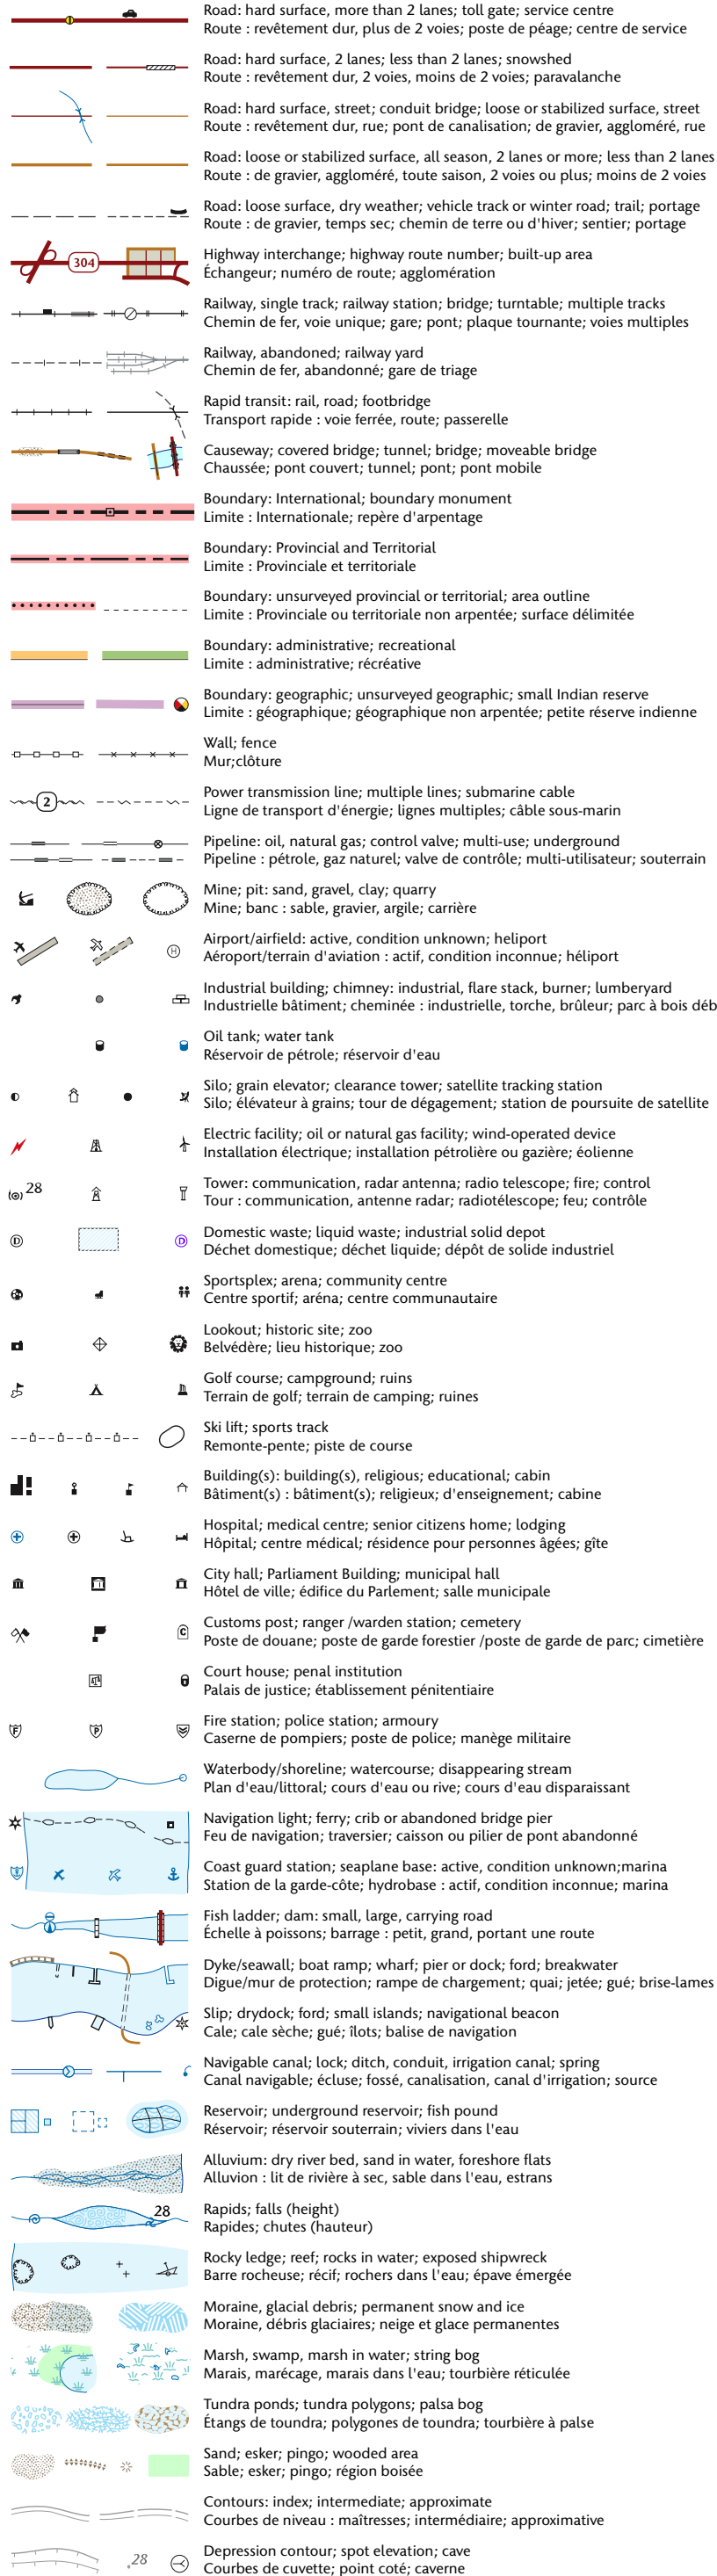 Road: hard surface, more than 2 lanes; toll gate; service centre
Route : revêtement dur, plus de 2 voies; poste de péage; centre de service
Road: hard surface, 2 lanes; less than 2 lanes; snowshed
Route : revêtement dur, 2 voies, moins de 2 voies; paravalanche
Road: hard surface, street; conduit bridge; loose or stabilized surface, street
Route : revêtement dur, rue; pont de canalisation; de gravier, aggloméré, rue
Road: loose or stabilized surface, all season, 2 lanes or more; less than 2 lanes
Route : de gravier, aggloméré, toute saison, 2 voies ou plus; moins de 2 voies
Road: loose surface, dry weather; vehicle track or winter road; trail; portage
Route : de gravier, temps sec; chemin de terre ou d'hiver; sentier; portage
304
Highway interchange; highway route number; built-up area
Échangeur; numéro de route; agglomération
Railway, single track; railway station; bridge; turntable; multiple tracks
Chemin de fer, voie unique; gare; pont; plaque tournante; voies multiples
Railway, abandoned; railway yard
Chemin de fer, abandonné; gare de triage
Rapid transit: rail, road; footbridge
Transport rapide : voie ferrée, route; passerelle
Causeway; covered bridge; tunnel; bridge; moveable bridge
Chaussée; pont couvert; tunnel; pont; pont mobile
Boundary: International; boundary monument
Limite : Internationale; repère d'arpentage
Boundary: Provincial and Territorial
Limite : Provinciale et territoriale
Boundary: unsurveyed provincial or territorial; area outline
Limite : Provinciale ou territoriale non arpentée; surface délimitée
Boundary: administrative; recreational
Limite : administrative; récréative
Boundary: geographic; unsurveyed geographic; small Indian reserve
Limite : géographique; géographique non arpentée; petite réserve indienne
Wall; fence
Mur;clôture
2
Power transmission line; multiple lines; submarine cable
Ligne de transport d'énergie; lignes multiples; câble sous-marin
Pipeline: oil, natural gas; control valve; multi-use; underground
Pipeline : pétrole, gaz naturel; valve de contrôle; multi-utilisateur; souterrain
Mine; pit: sand, gravel, clay; quarry
Mine; banc : sable, gravier, argile; carrière
H
Airport/airfield: active, condition unknown; heliport
Aéroport/terrain d'aviation : actif, condition inconnue; héliport
Industrial building; chimney: industrial, flare stack, burner; lumberyard
Industrielle bâtiment; cheminée : industrielle, torche, brûleur; parc à bois déb
Oil tank; water tank
Réservoir de pétrole; réservoir d'eau
Silo; grain elevator; clearance tower; satellite tracking station
Silo; élévateur à grains; tour de dégagement; station de poursuite de satellite
Electric facility; oil or natural gas facility; wind-operated device
Installation électrique; installation pétrolière ou gazière; éolienne
28
Tower: communication, radar antenna; radio telescope; fire; control
Tour : communication, antenne radar; radiotélescope; feu; contrôle
D D
Domestic waste; liquid waste; industrial solid depot
Déchet domestique; déchet liquide; dépôt de solide industriel
Sportsplex; arena; community centre
Centre sportif; aréna; centre communautaire
Lookout; historic site; zoo
Belvédère; lieu historique; zoo
Golf course; campground; ruins
Terrain de golf; terrain de camping; ruines
Ski lift; sports track
Remonte-pente; piste de course
Building(s): building(s), religious; educational; cabin
Bâtiment(s) : bâtiment(s); religieux; d'enseignement; cabine
Hospital; medical centre; senior citizens home; lodging
Hôpital; centre médical; résidence pour personnes âgées; gîte
City hall; Parliament Building; municipal hall
Hôtel de ville; édifice du Parlement; salle municipale
C
Customs post; ranger /warden station; cemetery
Poste de douane; poste de garde forestier /poste de garde de parc; cimetière
Court house; penal institution
Palais de justice; établissement pénitentiaire
F P
Fire station; police station; armoury
Caserne de pompiers; poste de police; manège militaire
Waterbody/shoreline; watercourse; disappearing stream
Plan d'eau/littoral; cours d'eau ou rive; cours d'eau disparaissant
Navigation light; ferry; crib or abandoned bridge pier
Feu de navigation; traversier; caisson ou pilier de pont abandonné
Coast guard station; seaplane base: active, condition unknown;marina
Station de la garde-côte; hydrobase : actif, condition inconnue; marina
Fish ladder; dam: small, large, carrying road
Échelle à poissons; barrage : petit, grand, portant une route
Dyke/seawall; boat ramp; wharf; pier or dock; ford; breakwater
Digue/mur de protection; rampe de chargement; quai; jetée; gué; brise-lames
Slip; drydock; ford; small islands; navigational beacon
Cale; cale sèche; gué; îlots; balise de navigation
Navigable canal; lock; ditch, conduit, irrigation canal; spring
Canal navigable; écluse; fossé, canalisation, canal d'irrigation; source
Reservoir; underground reservoir; fish pound
Réservoir; réservoir souterrain; viviers dans l'eau
Alluvium: dry river bed, sand in water, foreshore flats
Alluvion : lit de rivière à sec, sable dans l'eau, estrans
28
Rapids; falls (height)
Rapides; chutes (hauteur)
Rocky ledge; reef; rocks in water; exposed shipwreck
Barre rocheuse; récif; rochers dans l'eau; épave émergée
Moraine, glacial debris; permanent snow and ice
Moraine, débris glaciaires; neige et glace permanentes
Marsh, swamp, marsh in water; string bog
Marais, marécage, marais dans l'eau; tourbière réticulée
Tundra ponds; tundra polygons; palsa bog
Étangs de toundra; polygones de toundra; tourbière à palse
Sand; esker; pingo; wooded area
Sable; esker; pingo; région boisée
Contours: index; intermediate; approximate
Courbes de niveau : maîtresses; intermédiaire; approximative
28
Depression contour; spot elevation; cave
Courbes de cuvette; point coté; caverne